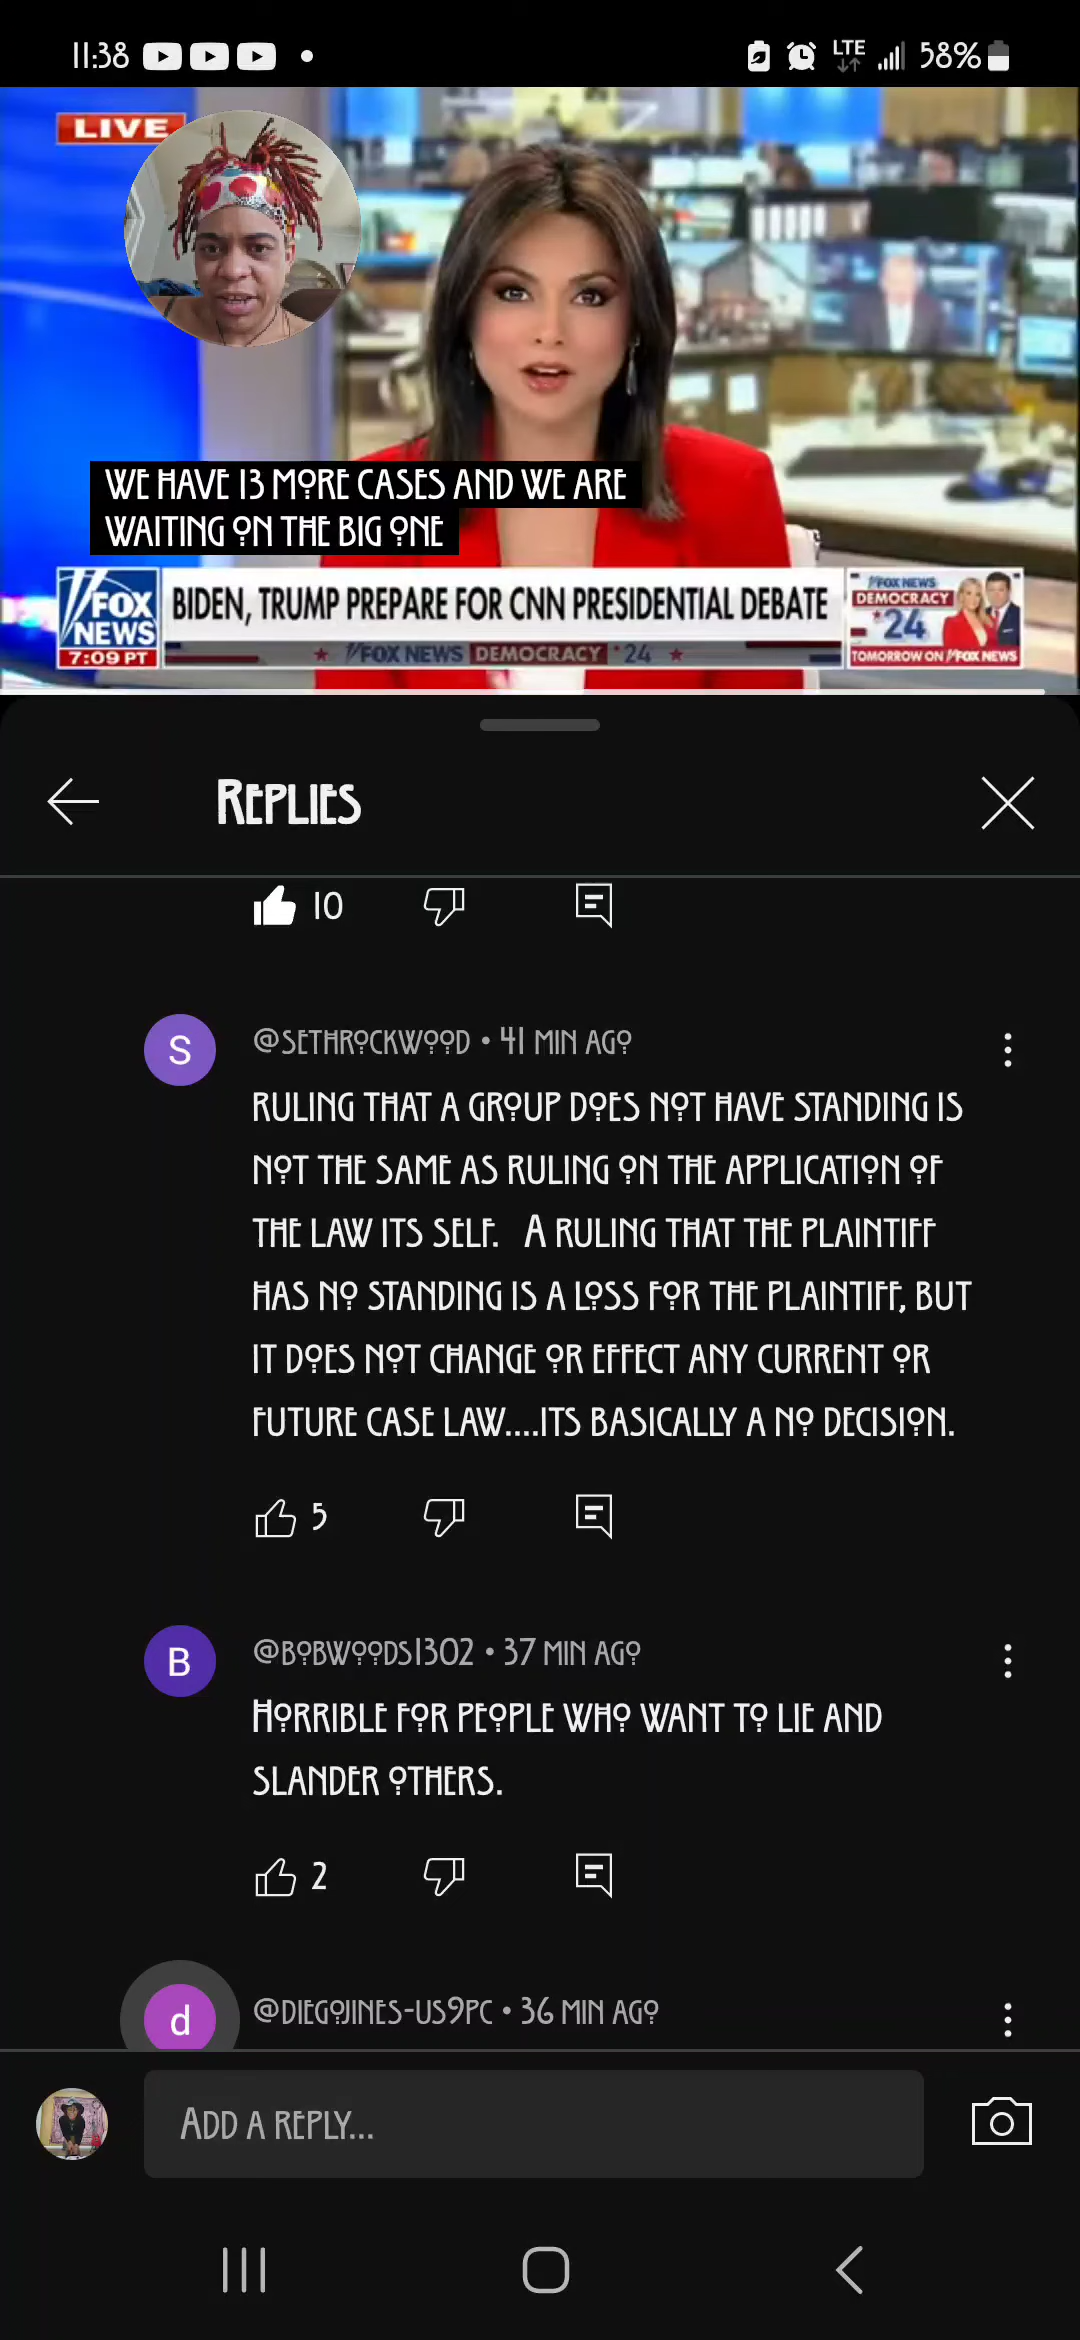 11:38
LTE
58%
LIVE
WE HAVE 13 MORE CASES AND WE ARE
WAITING ON THE BIG ONE
FOX
NEWS
7:09 PT
BIDEN, TRUMP PREPARE FOR CNN PRESIDENTIAL DEBATE
FOX NEWS DEMOCRACY '24
FOX NEWS
DEMOCRACY
'24
TOMORROW ON FOX NEWS
REPLIES
10
S
@SETHROCKWOOD • 41 MIN AGO
RULING THAT A GROUP DOES NOT HAVE STANDING IS
NOT THE SAME AS RULING ON THE APPLICATION OF
THE LAW ITS SELF. A RULING THAT THE PLAINTIFF
HAS NO STANDING IS A LOSS FOR THE PLAINTIFF, BUT
IT DOES NOT CHANGE OR EFFECT ANY CURRENT OR
FUTURE CASE LAW....ITS BASICALLY A NO DECISION.
5
B
@BOBWOODS1302 • 37 MIN AGO
HORRIBLE FOR PEOPLE WHO WANT TO LIE AND
SLANDER OTHERS.
2
d
@DIEGOJINES-US9PC • 36 MIN AGO
ADD A REPLY...